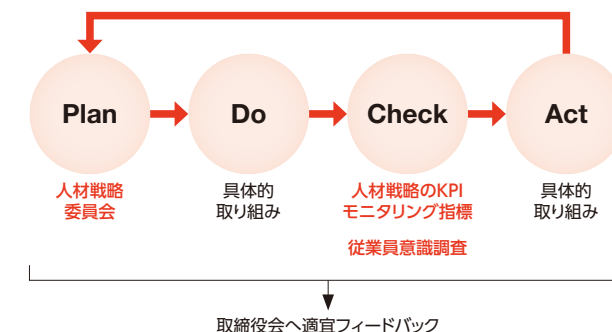 Plan
Do
Check
Act
人材戦略
委員会
具体的
取り組み
人材戦略のKPI
モニタリング指標
従業員意識調査
具体的
取り組み
取締役会へ適宜フィードバック